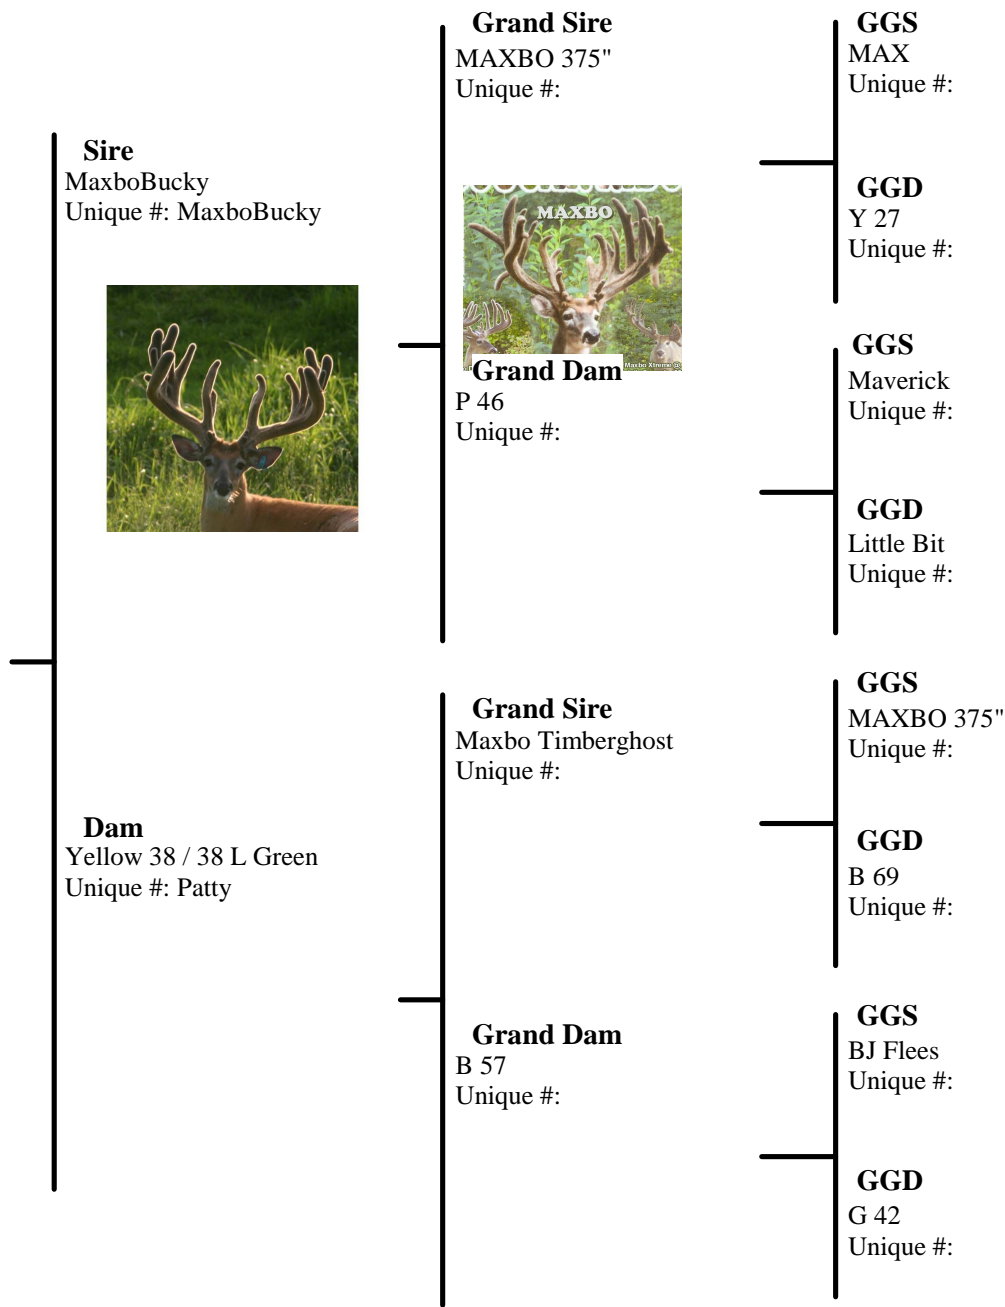 Sire
MaxboBucky
Unique #: MaxboBucky
Dam
Yellow 38 / 38 L Green
Unique #: Patty
Grand Sire
MAXBO 375"
Unique #:
MAXBO
Maxbo Xtreme @
Grand Dam
P 46
Unique #:
Grand Sire
Maxbo Timberghost
Unique #:
Grand Dam
B 57
Unique #:
GGS
MAX
Unique #:
GGD
Y 27
Unique #:
GGS
Maverick
Unique #:
GGD
Little Bit
Unique #:
GGS
MAXBO 375"
Unique #:
GGD
B 69
Unique #:
GGS
BJ Flees
Unique #:
GGD
G 42
Unique #: